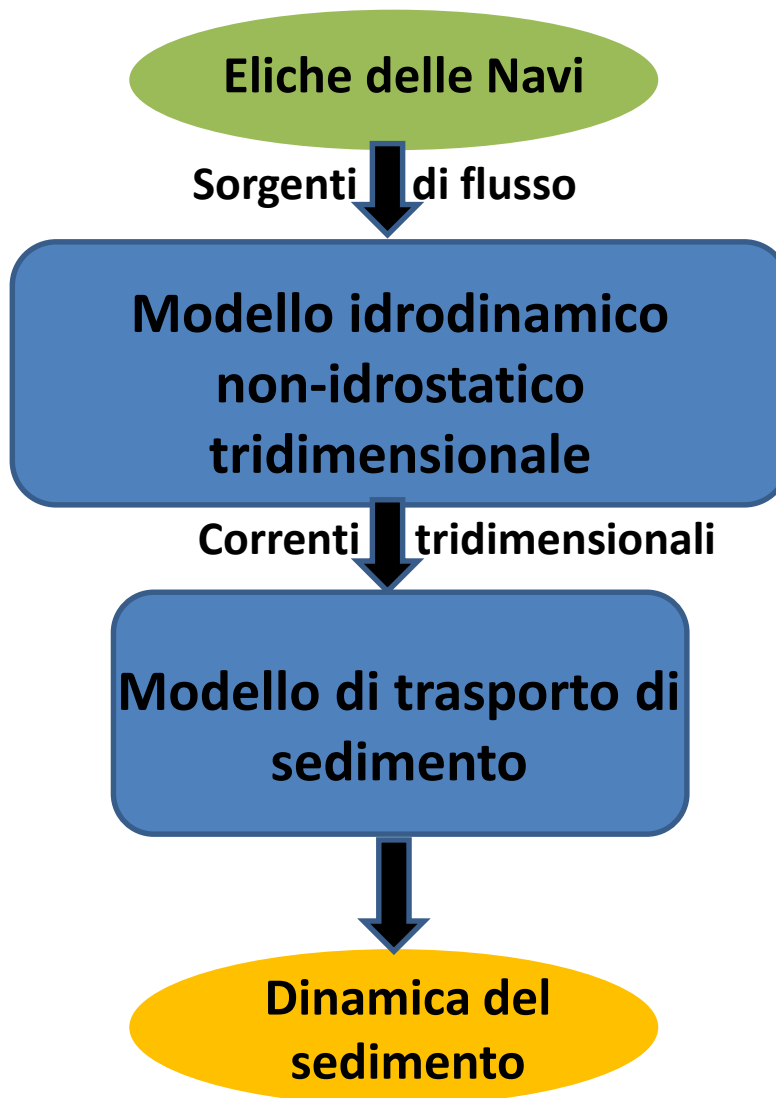 Eliche delle Navi
Sorgenti di flusso
Modello idrodinamico
non-idrostatico
tridimensionale
Correnti tridimensionali
Modello di trasporto di
sedimento
Dinamica del
sedimento